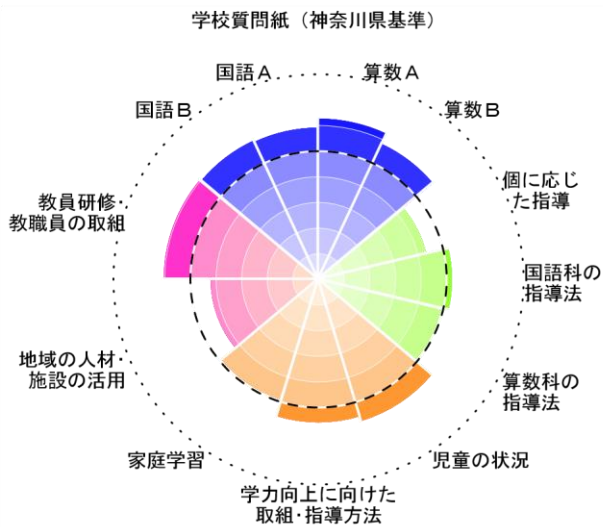 学校質問紙（神奈川県基準）
国語Ａ
算数Ａ
国語Ｂ
算数Ｂ
個に応じ
た指導
教員研修・
教職員の取組
国語科の
指導法
地域の人材・
施設の活用
算数科の
指導法
家庭学習
児童の状況
学力向上に向けた
取組・指導方法